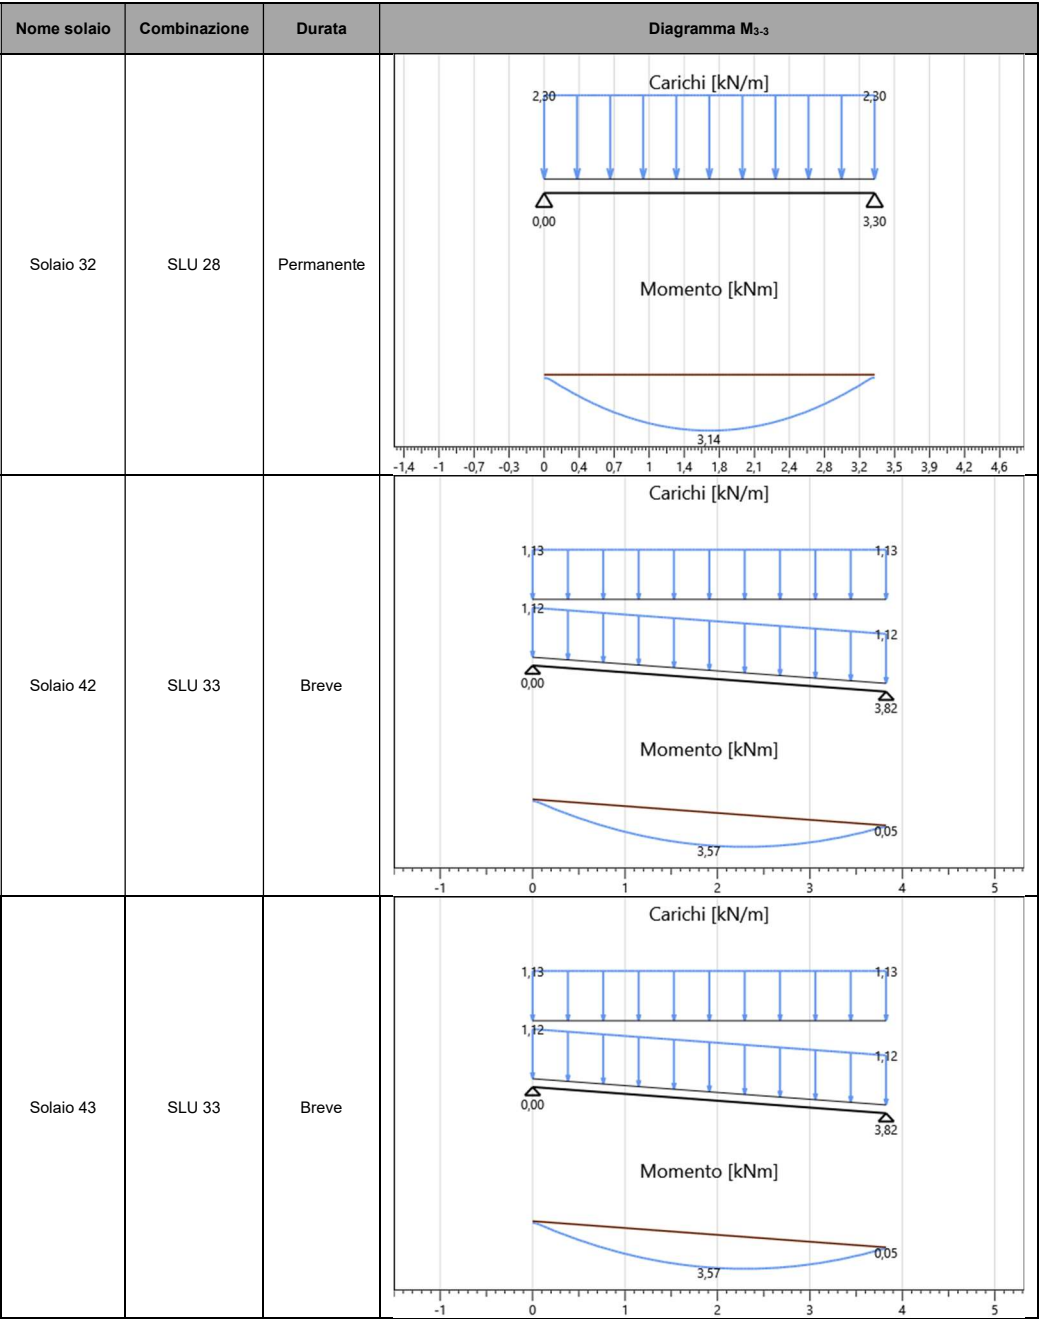 Nome solaio Combinazione Durata Diagramma M3-3
Solaio 32 SLU 28 Permanente
Carichi [kN/m]
2,30 2,30
0,00 3,30
Momento [kNm]
3,14
-1,4 -1 -0,7 -0,3 0 0,4 0,7 1 1,4 1,8 2,1 2,4 2,8 3,2 3,5 3,9 4,2 4,6
Solaio 42 SLU 33 Breve
Carichi [kN/m]
1,13 1,13
1,12 1,12
0,00 3,82
Momento [kNm]
0,05
3,57
-1 0 1 2 3 4 5
Solaio 43 SLU 33 Breve
Carichi [kN/m]
1,13 1,13
1,12 1,12
0,00 3,82
Momento [kNm]
0,05
3,57
-1 0 1 2 3 4 5